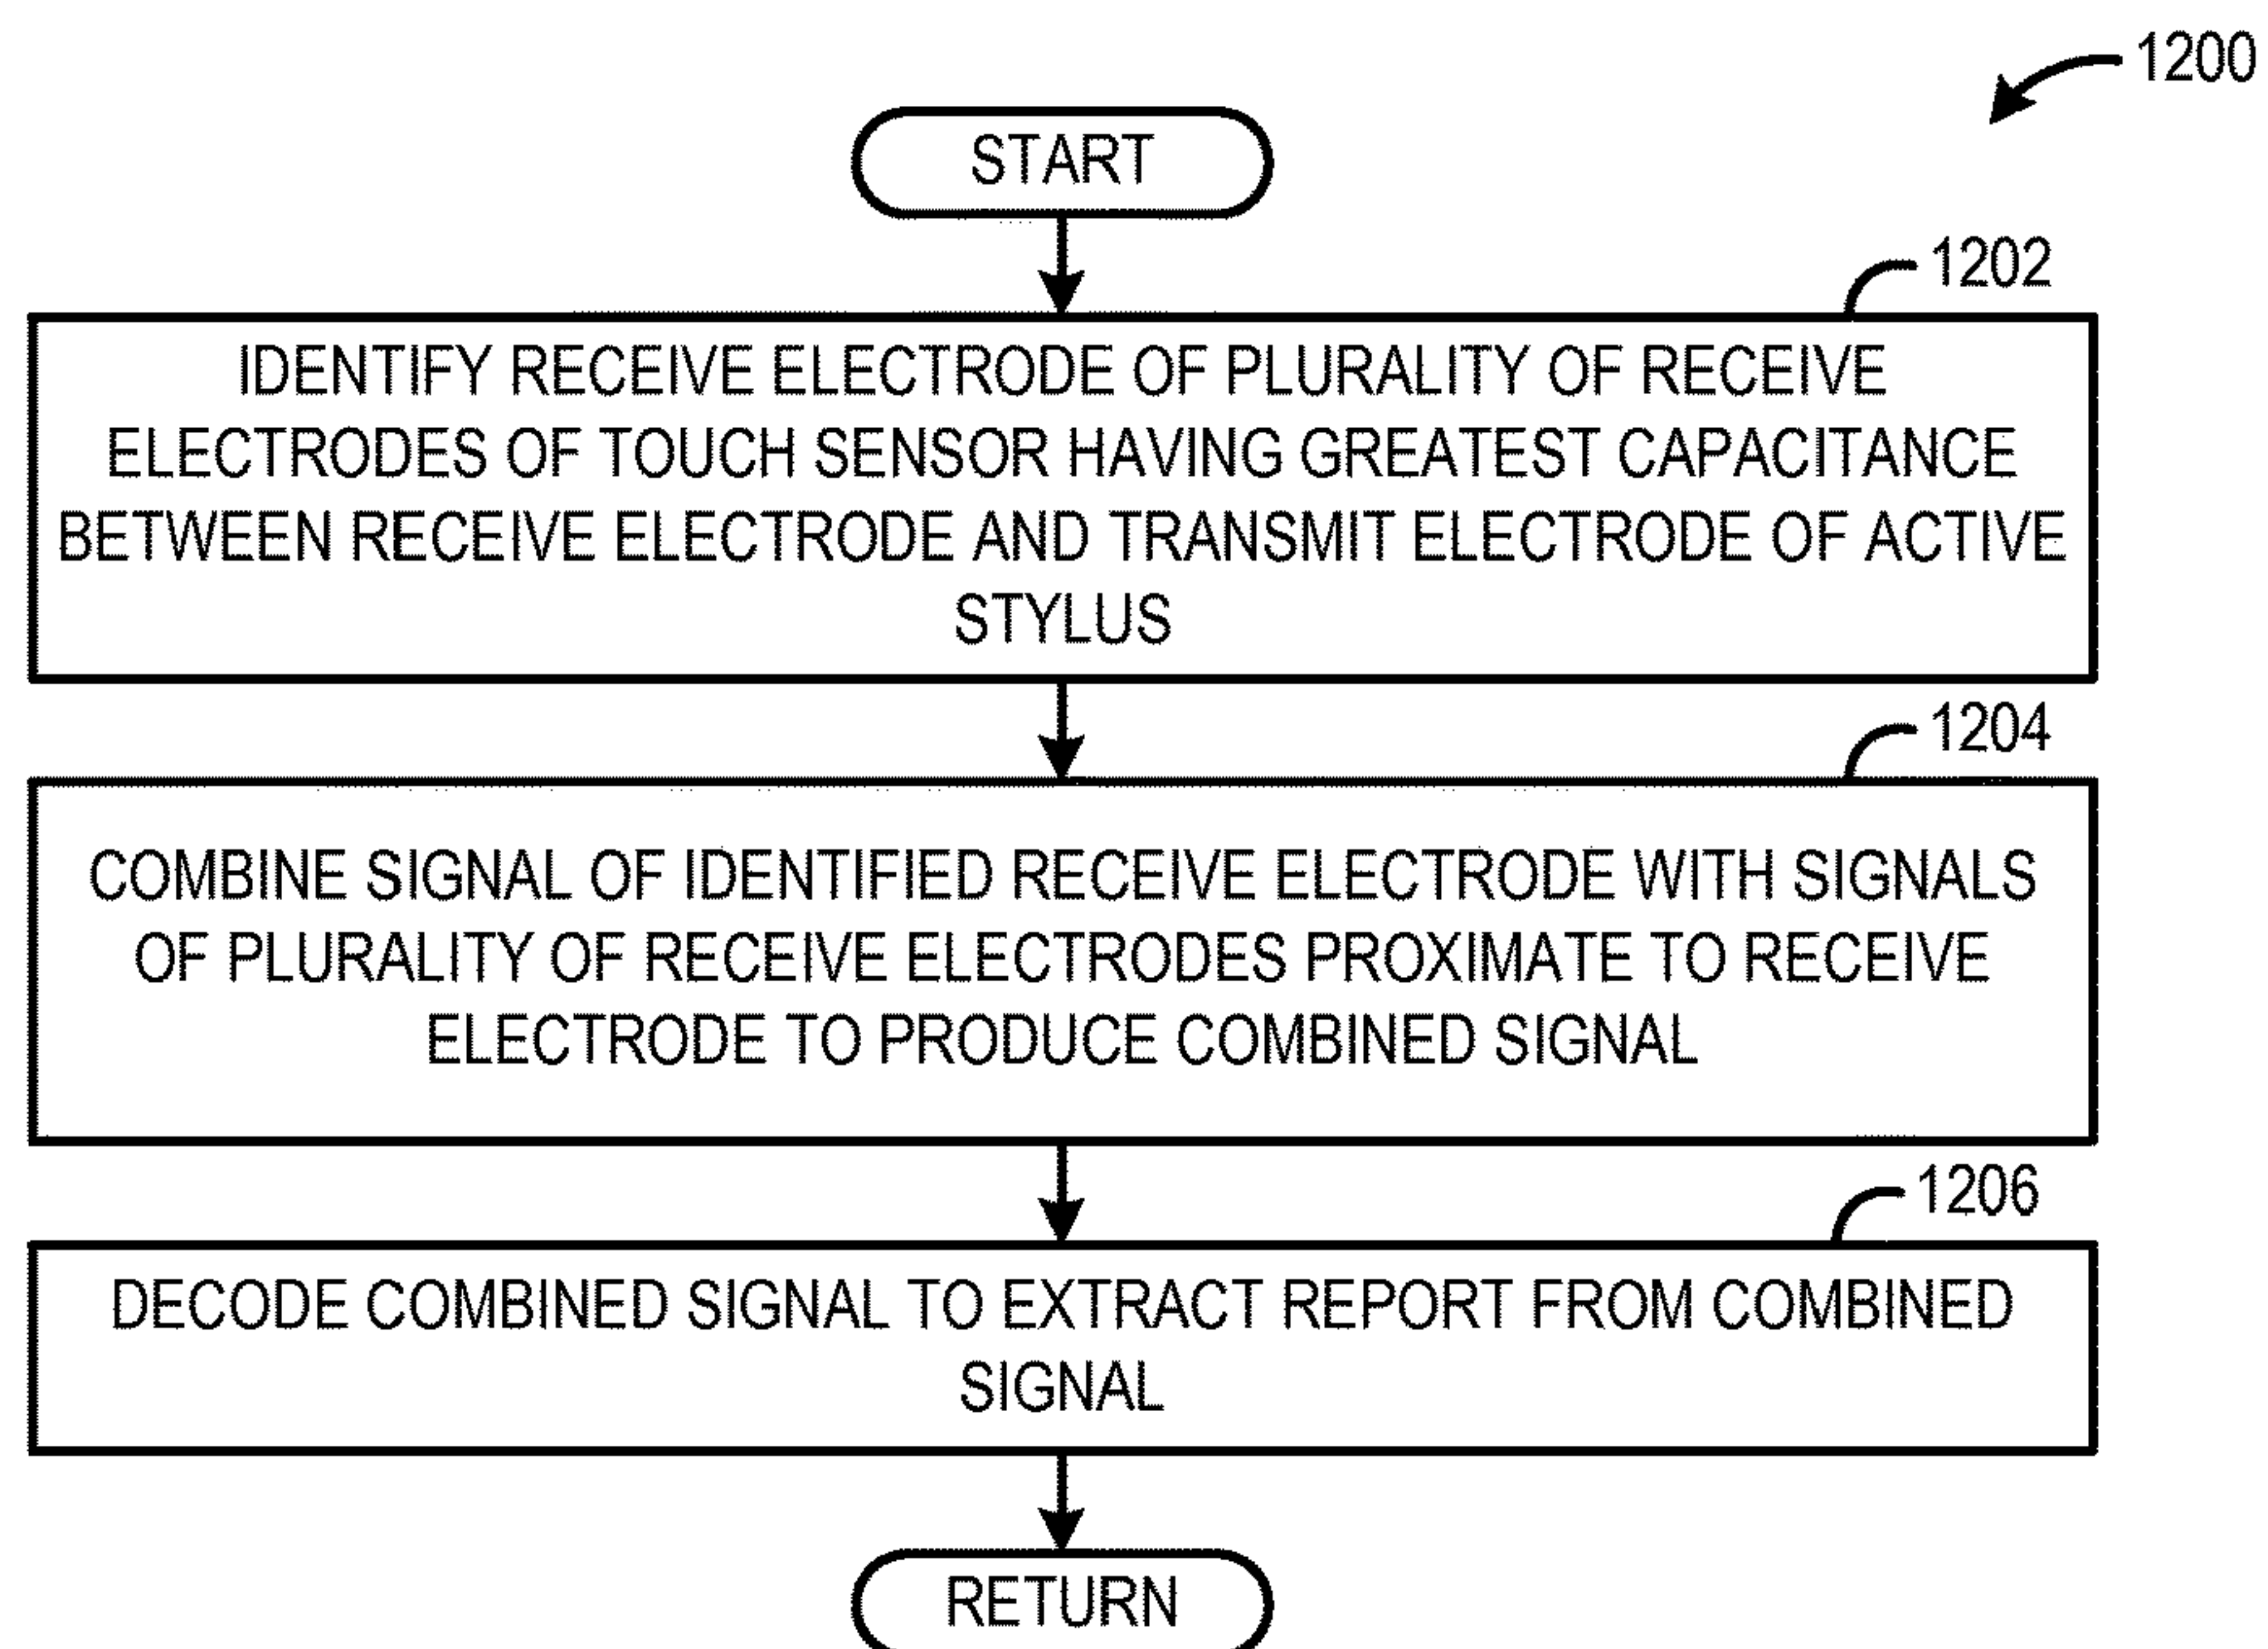 1200
START
1202
IDENTIFY RECEIVE ELECTRODE OF PLURALITY OF RECEIVE
ELECTRODES OF TOUCH SENSOR HAVING GREATEST CAPACITANCE
BETWEEN RECEIVE ELECTRODE AND TRANSMIT ELECTRODE OF ACTIVE
STYLUS
1204
COMBINE SIGNAL OF IDENTIFIED RECEIVE ELECTRODE WITH SIGNALS
OF PLURALITY OF RECEIVE ELECTRODES PROXIMATE TO RECEIVE
ELECTRODE TO PRODUCE COMBINED SIGNAL
1206
DECODE COMBINED SIGNAL TO EXTRACT REPORT FROM COMBINED
SIGNAL
RETURN